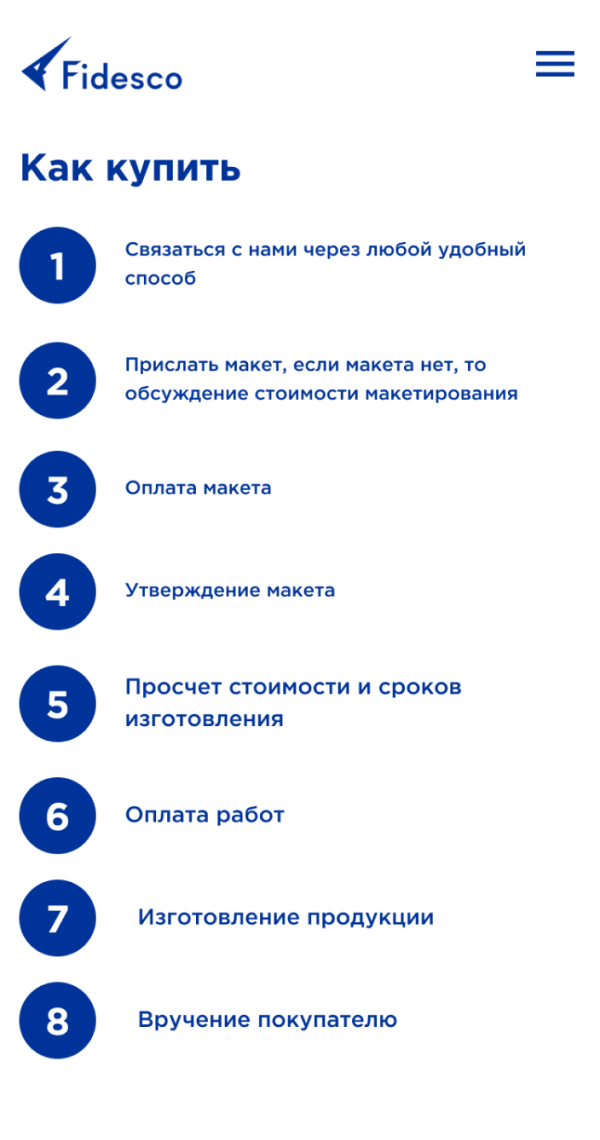 Fidesco
Как купить
1
Связаться с нами через любой удобный
способ
2
Прислать макет, если макета нет, то
обсуждение стоимости макетирования
3
Оплата макета
4
Утверждение макета
5
Просчет стоимости и сроков
изготовления
6
Оплата работ
7
Изготовление продукции
8
Вручение покупателю